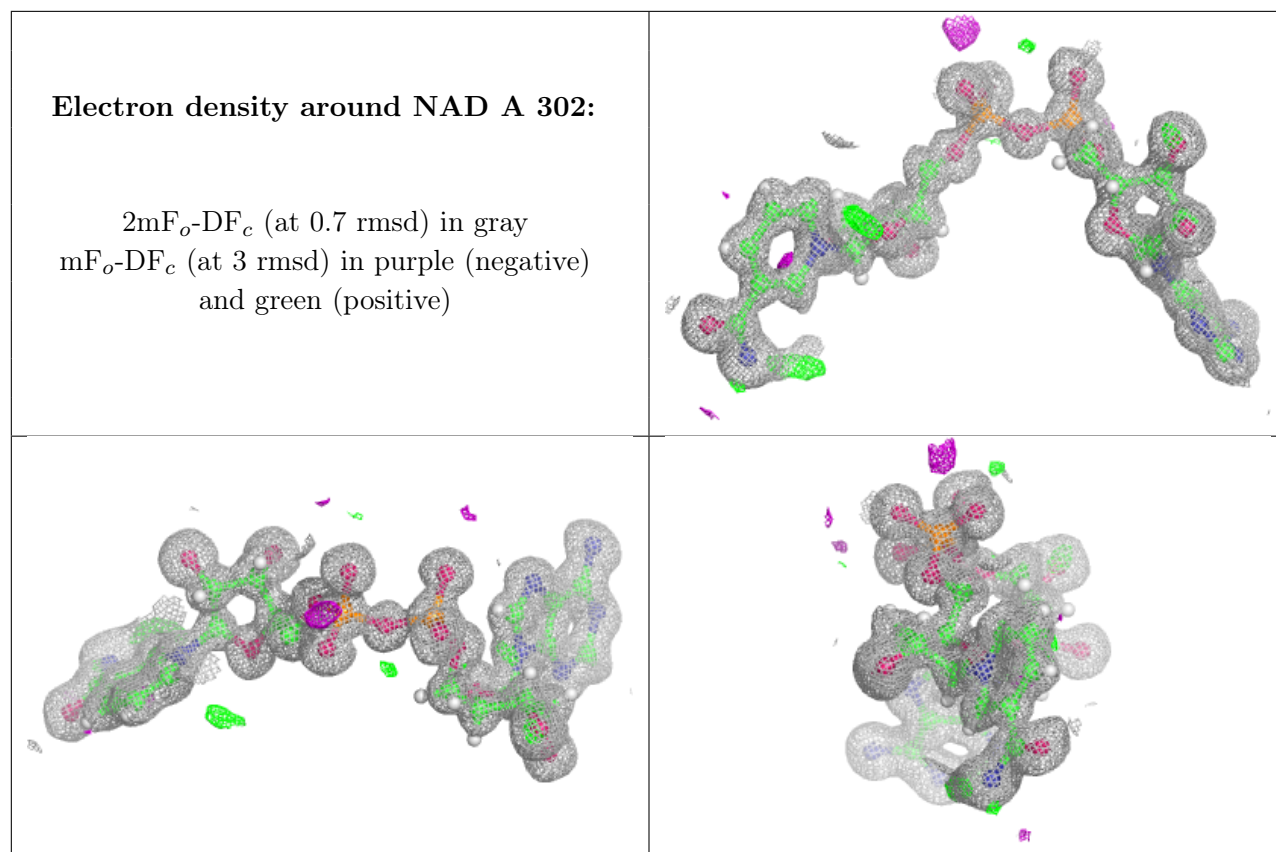 Electron density around NAD A 302:
2mFo-DFc (at 0.7 rmsd) in gray
mFo-DFc (at 3 rmsd) in purple (negative)
and green (positive)